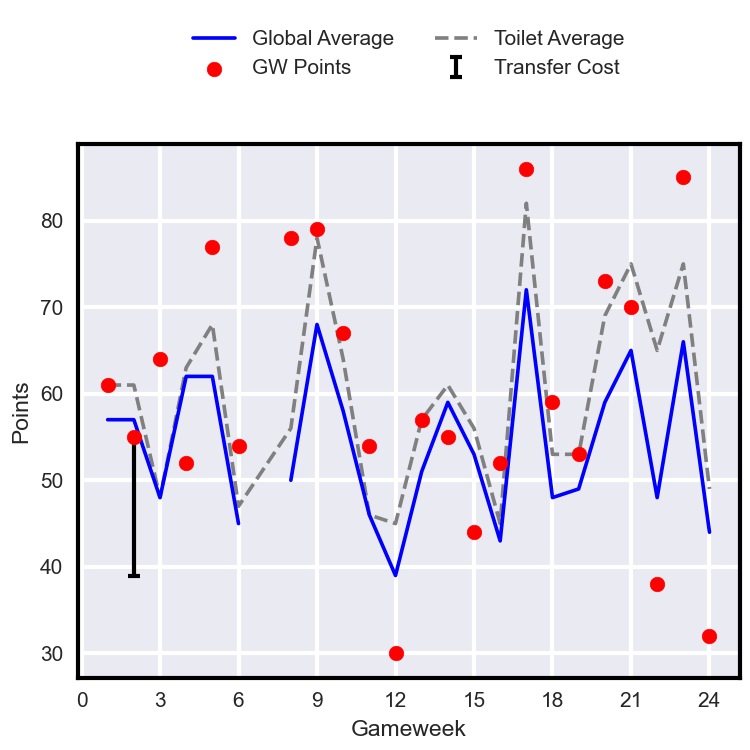 Global Average
Toilet Average
GW Points
Transfer Cost
80
70
60
50
40
30
Points
0 3 6 9 12 15 18 21 24
Gameweek